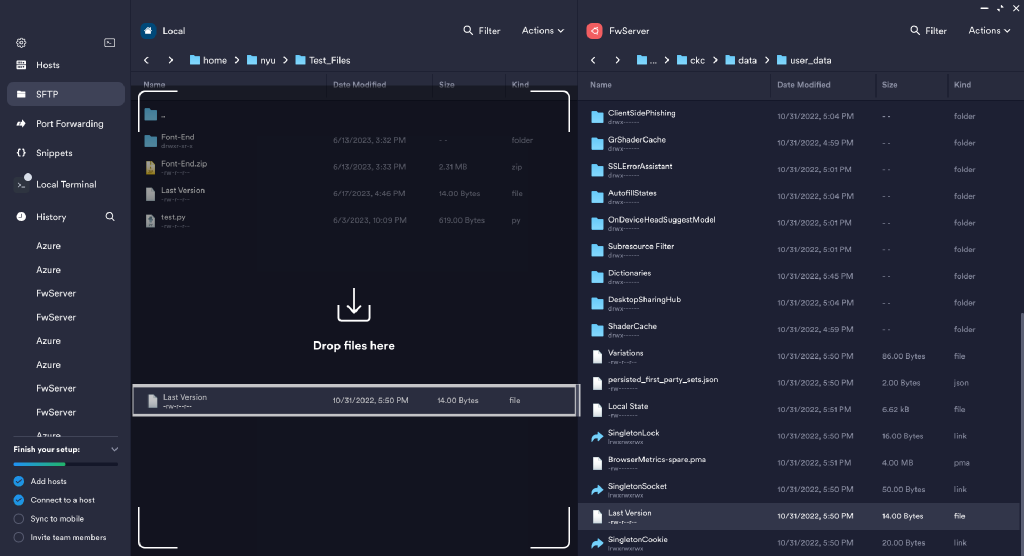 Hosts
SFTP
Port Forwarding
Snippets
Local Terminal
History
Azure
Azure
FwServer
FwServer
Azure
Azure
FwServer
FwServer
Azure
Finish your setup:
Add hosts
Connect to a host
Sync to mobile
Invite team members
Local
Filter
Actions
home
nyu
Test_Files
Name Date Modified Size Kind
..
Font-End 6/13/2023, 3:32 PM -- folder
drwxr-xr-x
Font-End.zip 6/13/2023, 3:33 PM 2.31 MB zip
-rw-r--r--
Last Version 6/17/2023, 4:46 PM 14.00 Bytes file
-rw-r--r--
test.py 6/3/2023, 10:09 PM 619.00 Bytes py
-rw-r--r--
Drop files here
Last Version 10/31/2022, 5:50 PM 14.00 Bytes file
-rw-r--r--
FwServer
Filter
Actions
...
ckc
data
user_data
Name Date Modified Size Kind
ClientSidePhishing 10/31/2022, 5:04 PM -- folder
drwx------
GrShaderCache 10/31/2022, 4:59 PM -- folder
drwx------
SSLErrorAssistant 10/31/2022, 5:01 PM -- folder
drwx------
AutofillStates 10/31/2022, 5:04 PM -- folder
drwx------
OnDeviceHeadSuggestModel 10/31/2022, 5:01 PM -- folder
drwx------
Subresource Filter 10/31/2022, 5:01 PM -- folder
drwx------
Dictionaries 10/31/2022, 5:45 PM -- folder
drwx------
DesktopSharingHub 10/31/2022, 5:04 PM -- folder
drwx------
ShaderCache 10/31/2022, 4:59 PM -- folder
drwx------
Variations 10/31/2022, 5:50 PM 86.00 Bytes file
-rw-r--r--
persisted_first_party_sets.json 10/31/2022, 5:50 PM 2.00 Bytes json
-rw-------
Local State 10/31/2022, 5:51 PM 6.62 kB file
-rw-------
SingletonLock 10/31/2022, 5:50 PM 16.00 Bytes link
lrwxrwxrwx
BrowserMetrics-spare.pma 10/31/2022, 5:51 PM 4.00 MB pma
-rw-------
SingletonSocket 10/31/2022, 5:50 PM 50.00 Bytes link
lrwxrwxrwx
Last Version 10/31/2022, 5:50 PM 14.00 Bytes file
-rw-r--r--
SingletonCookie 10/31/2022, 5:50 PM 20.00 Bytes link